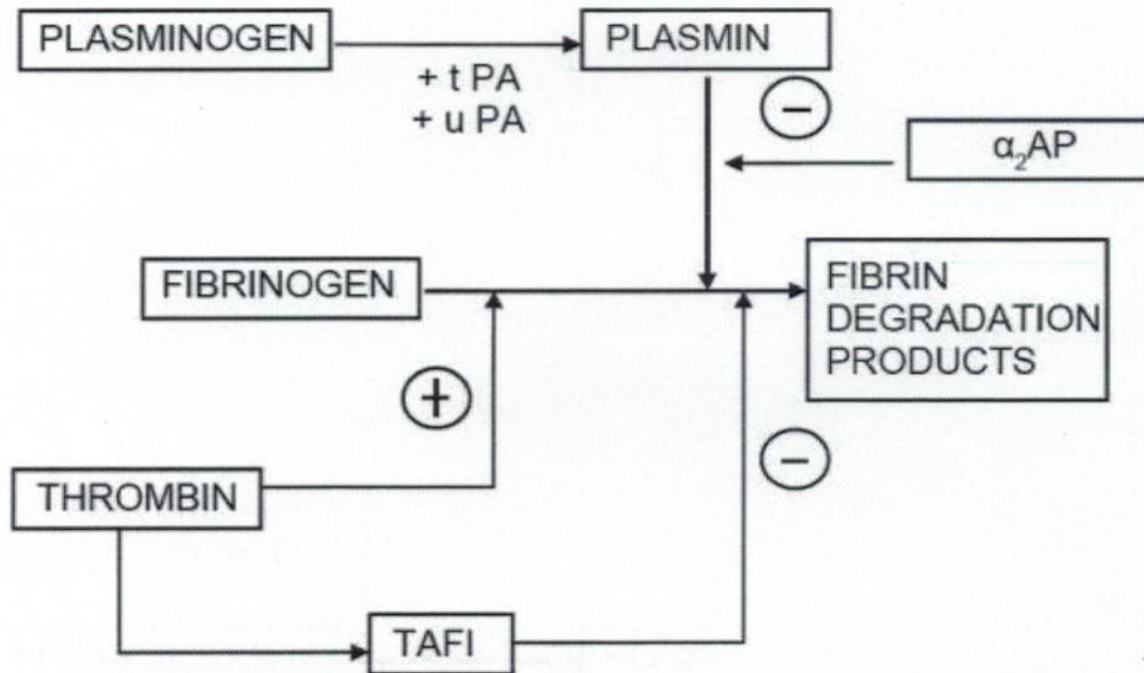 PLASMINOGEN
PLASMIN
+ t PA
+ u PA
−
α₂AP
FIBRINOGEN
FIBRIN
DEGRADATION
PRODUCTS
+
−
THROMBIN
TAFI